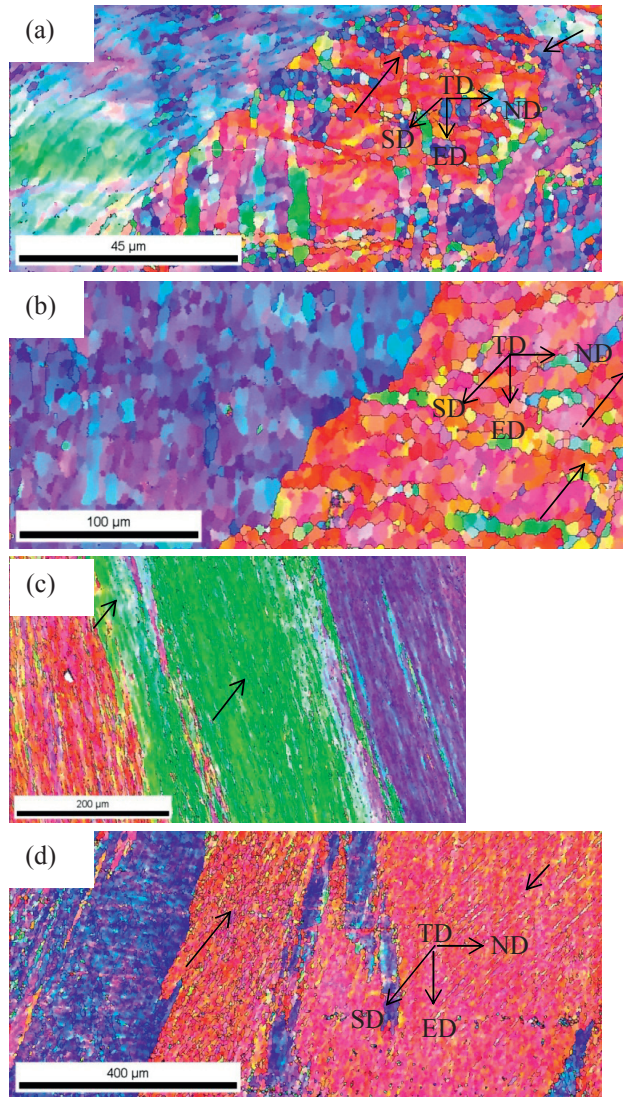 (a)
TD
ND
SD
ED
45 µm
(b)
TD
ND
SD
ED
100 µm
(c)
200 µm
(d)
TD
ND
SD
ED
400 µm